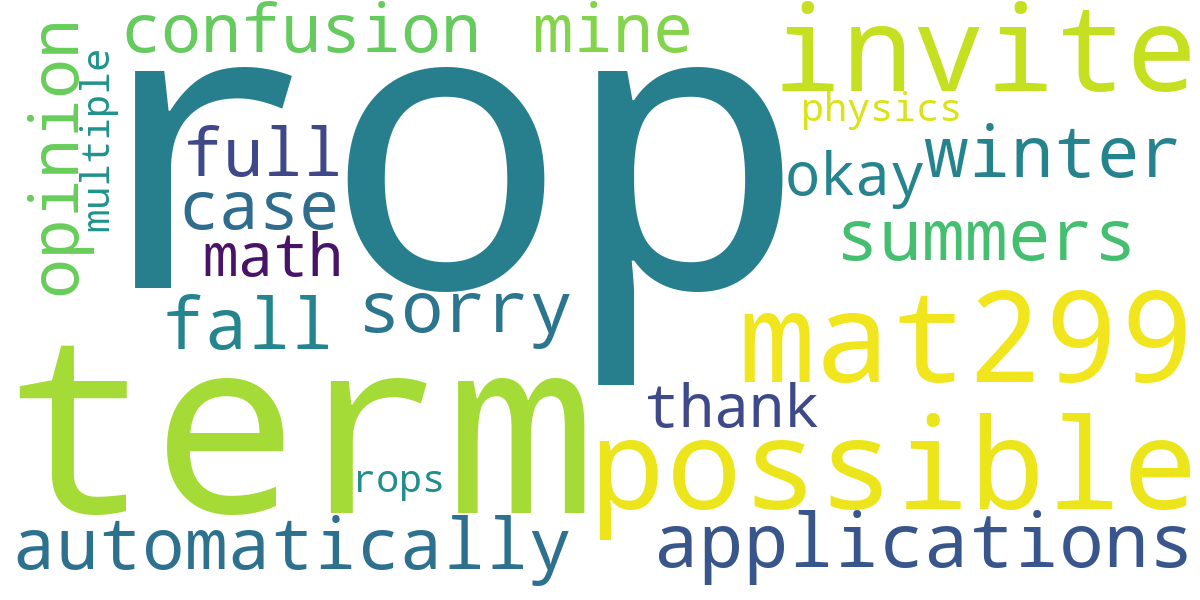 confusion
mine
invite
opinion
multiple
rop
physics
full
okay
winter
case
math
summers
fall
sorry
mat299
term
thank
possible
rops
automatically
applications